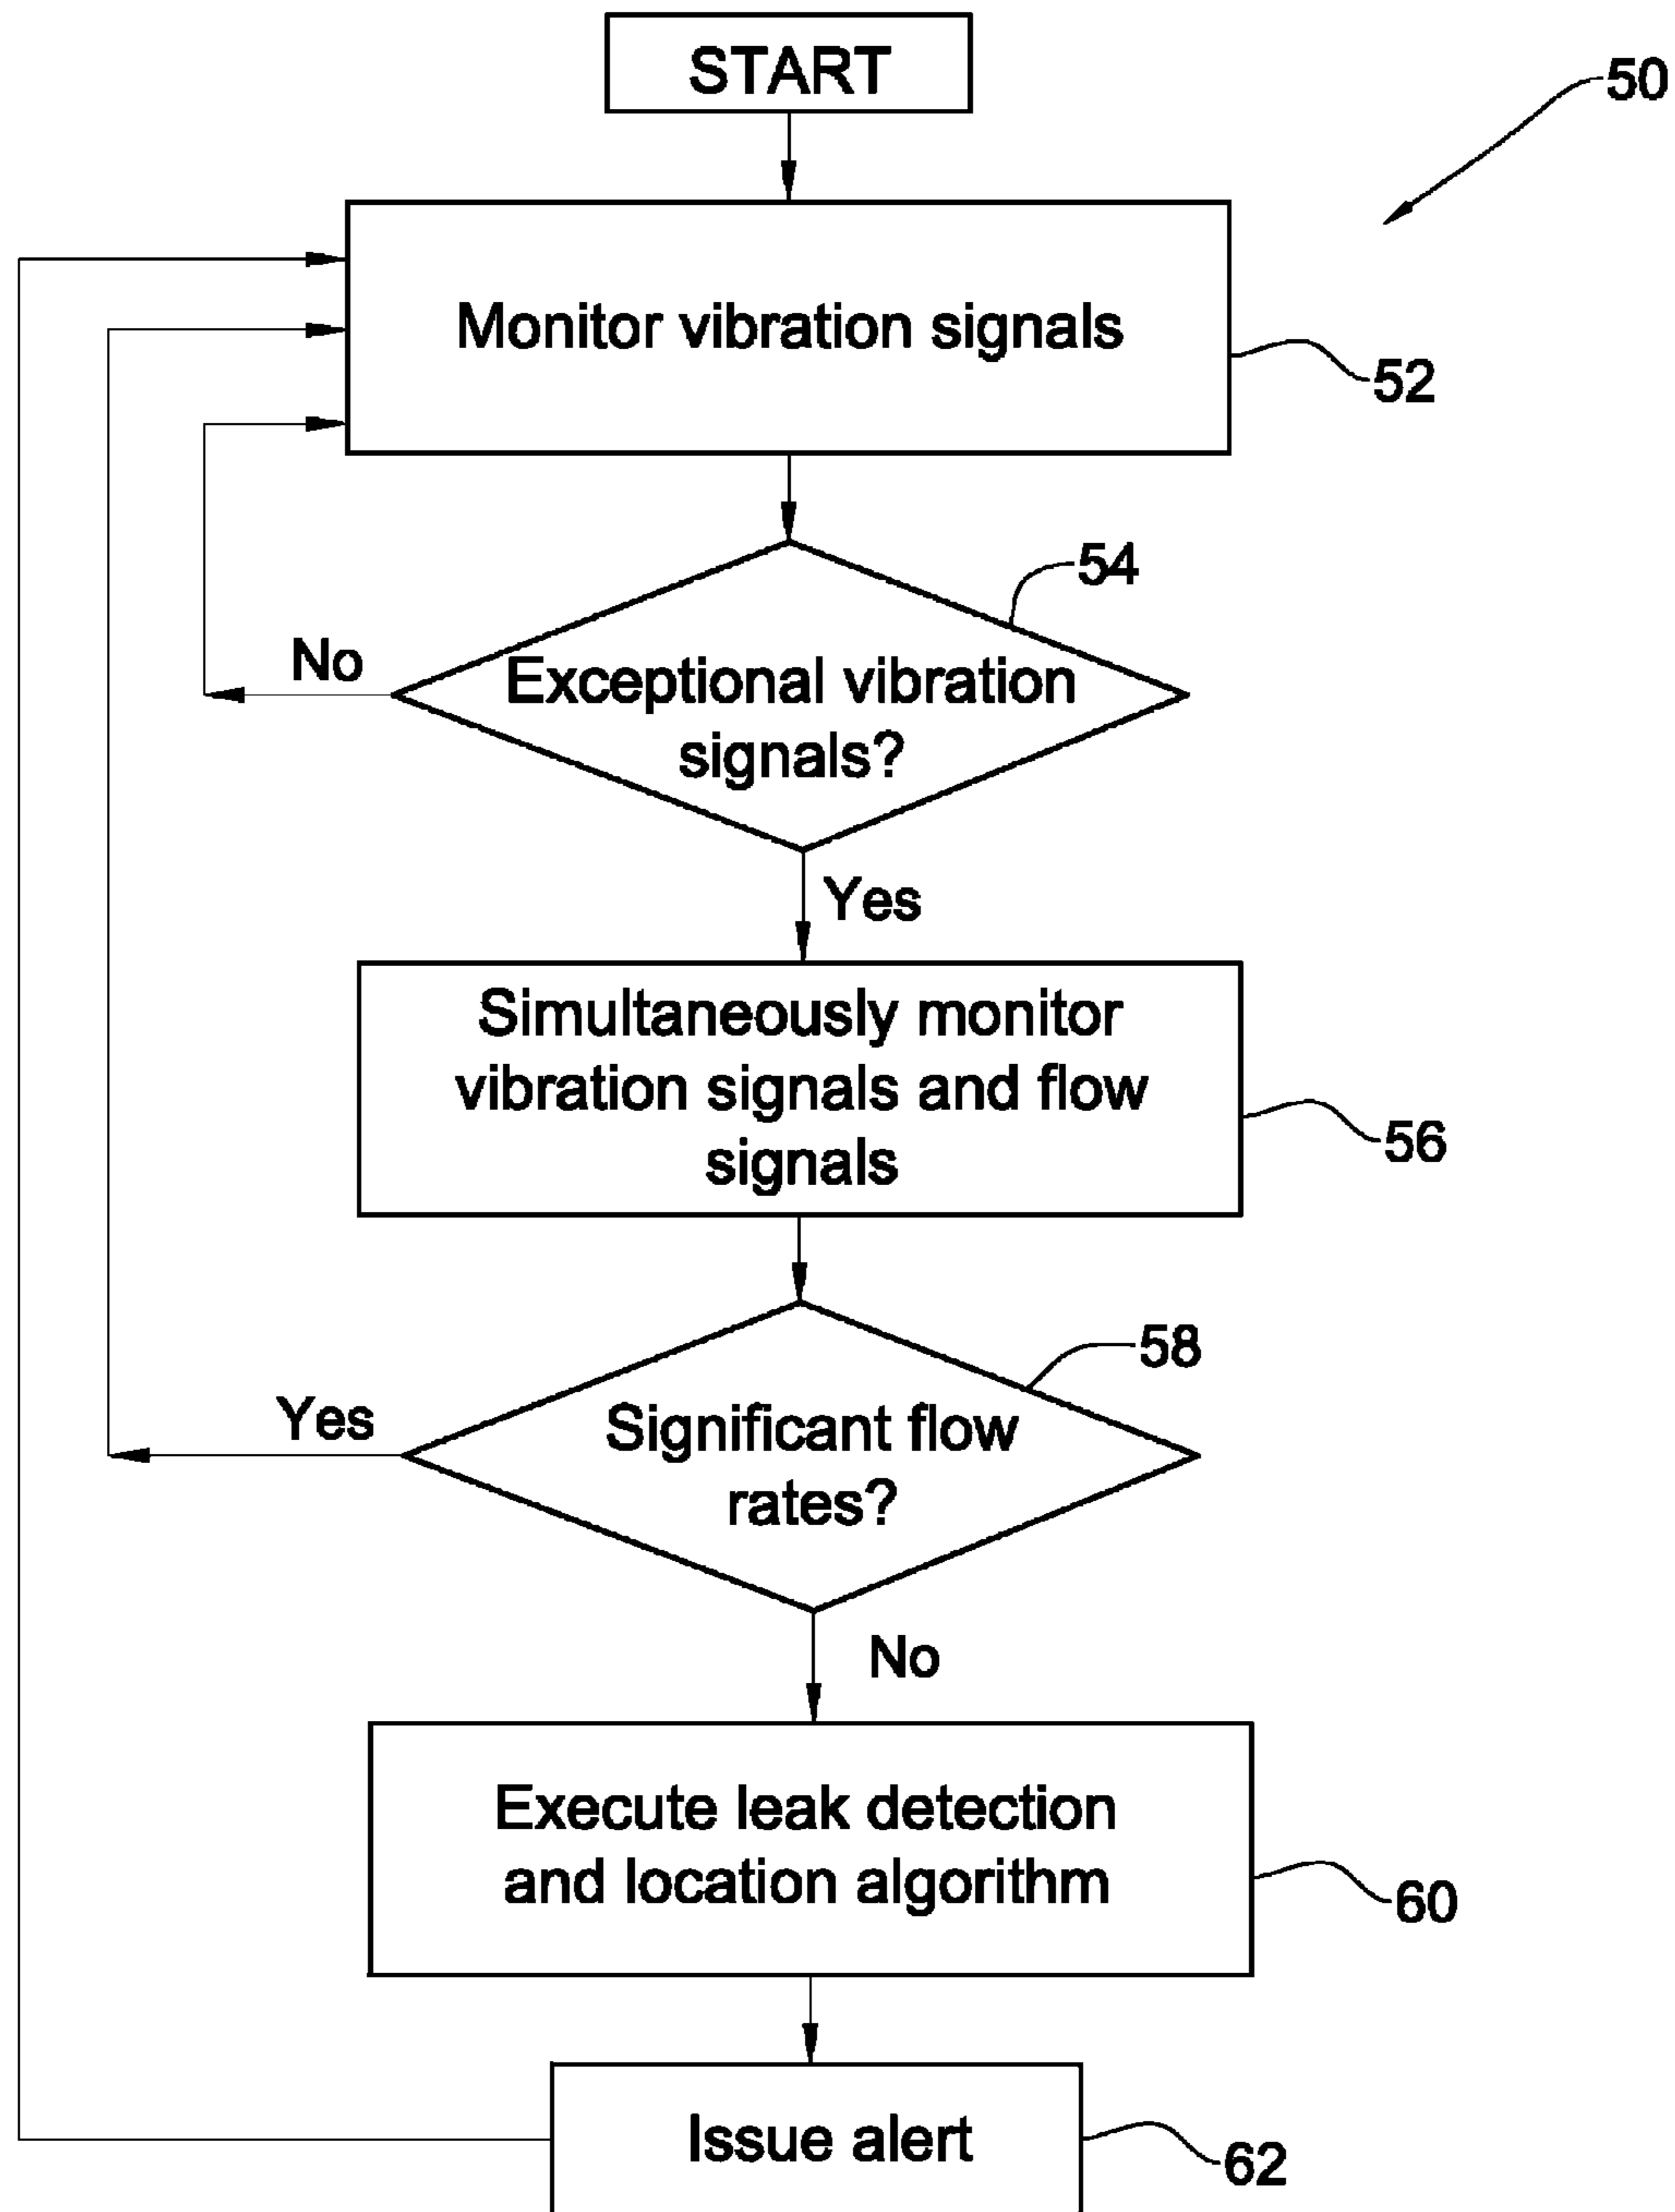 START
50
Monitor vibration signals
52
54
No
Exceptional vibration
signals?
Yes
Simultaneously monitor
vibration signals and flow
signals
56
58
Yes
Significant flow
rates?
No
Execute leak detection
and location algorithm
60
Issue alert
62